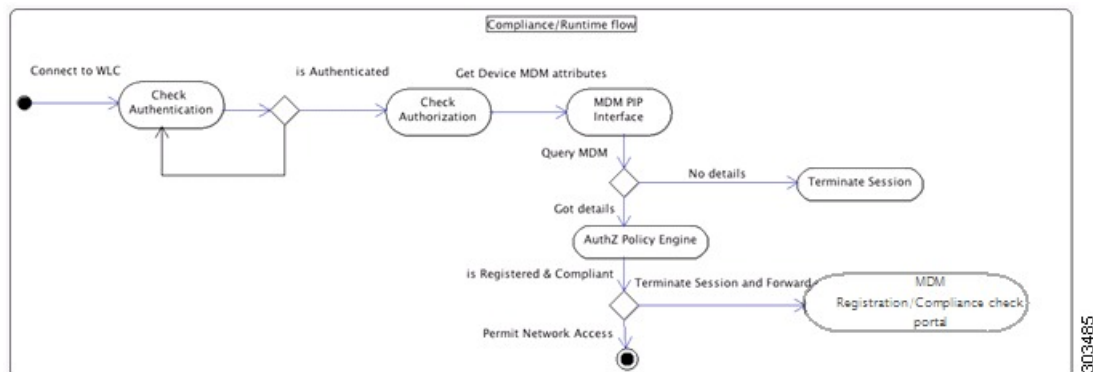 Compliance/Runtime flow
Connect to WLC
is Authenticated
Get Device MDM attributes
Check
Authentication
Check
Authorization
MDM PIP
Interface
Query MDM
No details
Terminate Session
Got details
AuthZ Policy Engine
is Registered & Compliant
Terminate Session and Forward
MDM
Registration/Compliance check
portal
Permit Network Access
303485